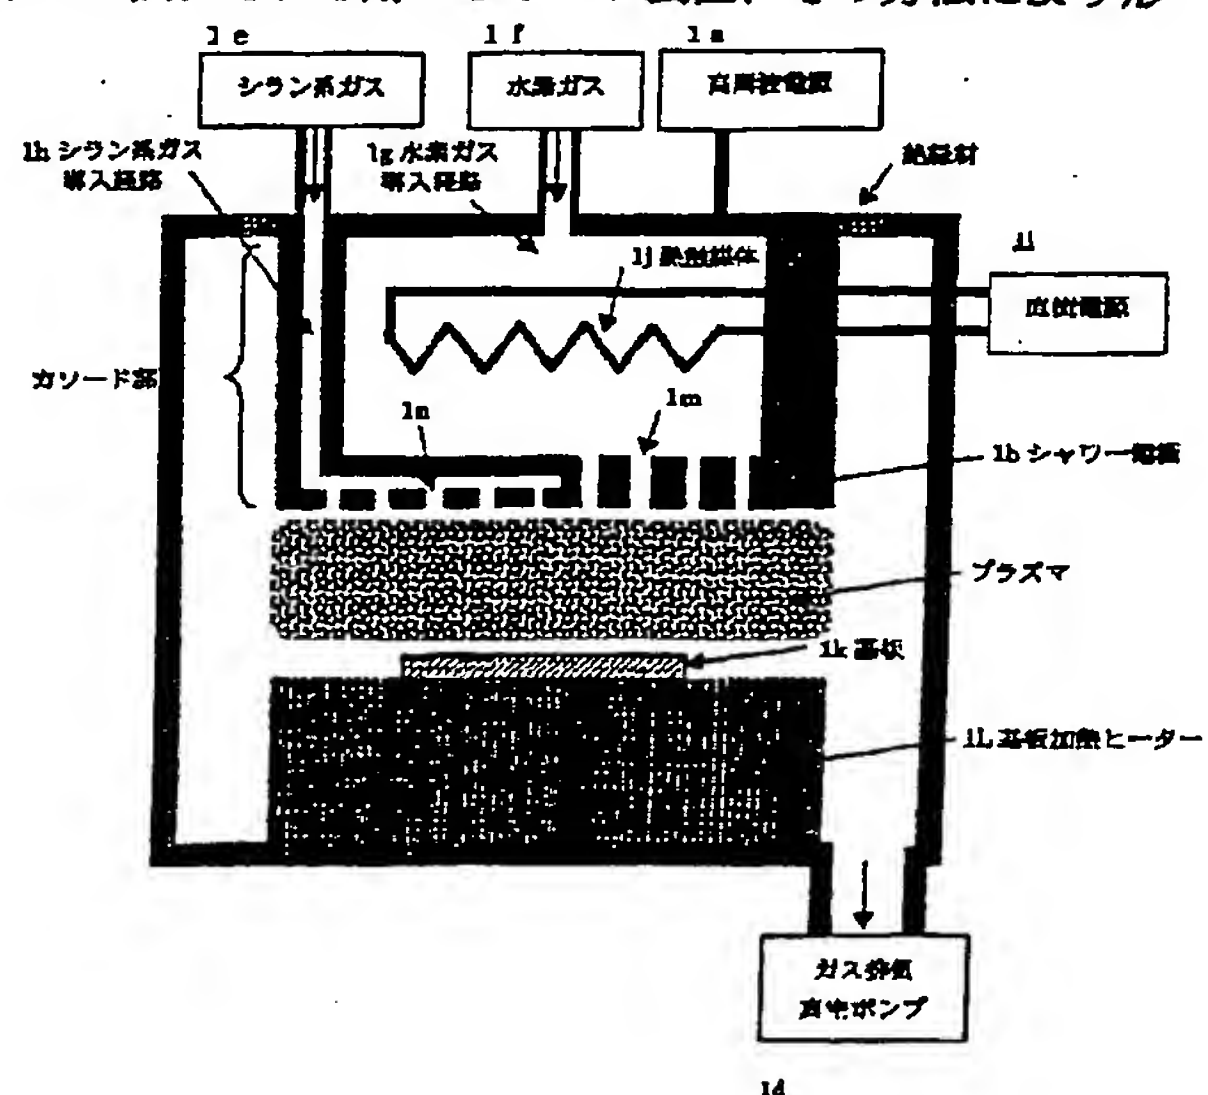 1e
1f
1a
シラン系ガス
水素ガス
高周波電源
1h シラン系ガス
導入経路
1g 水素ガス
導入経路
絶縁材
1j 熱触媒体
1i
直流電源
カソード部
1n
1m
1b シャワー電極
プラズマ
1k 基板
1L 基板加熱ヒーター
ガス排気
真空ポンプ
1d